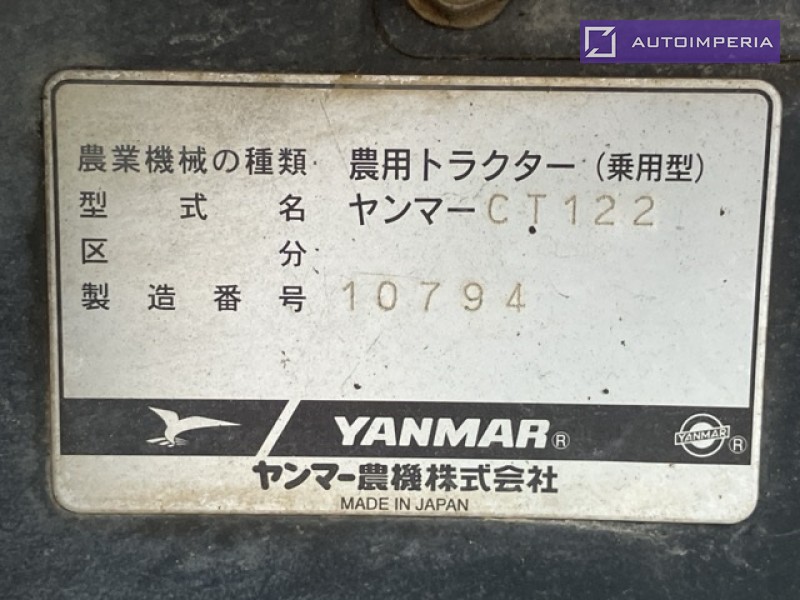 AUTOIMPERIA
農業機械の種類 農用トラクター(乗用型)
型式名 ヤンマーCT122
区分
製造番号 10794
YANMAR® YANMAR®
ヤンマー農機株式会社
MADE IN JAPAN